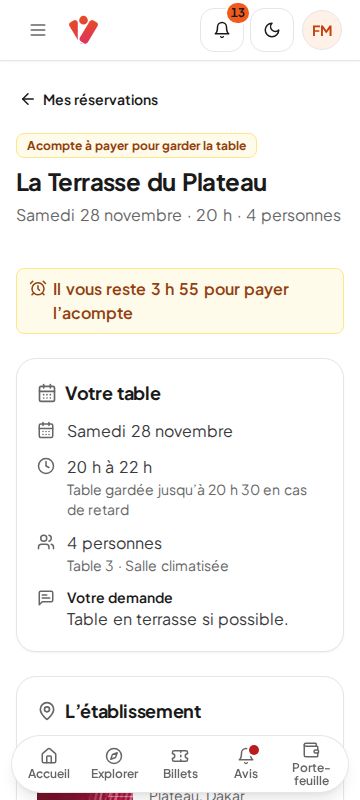 13
FM
Mes réservations
Acompte à payer pour garder la table
La Terrasse du Plateau
Samedi 28 novembre · 20 h · 4 personnes
Il vous reste 3 h 55 pour payer
l’acompte
Votre table
Samedi 28 novembre
20 h à 22 h
Table gardée jusqu’à 20 h 30 en cas
de retard
4 personnes
Table 3 · Salle climatisée
Votre demande
Table en terrasse si possible.
L’établissement
Accueil
Explorer
Billets
Avis
Porte-
feuille
Plateau, Dakar